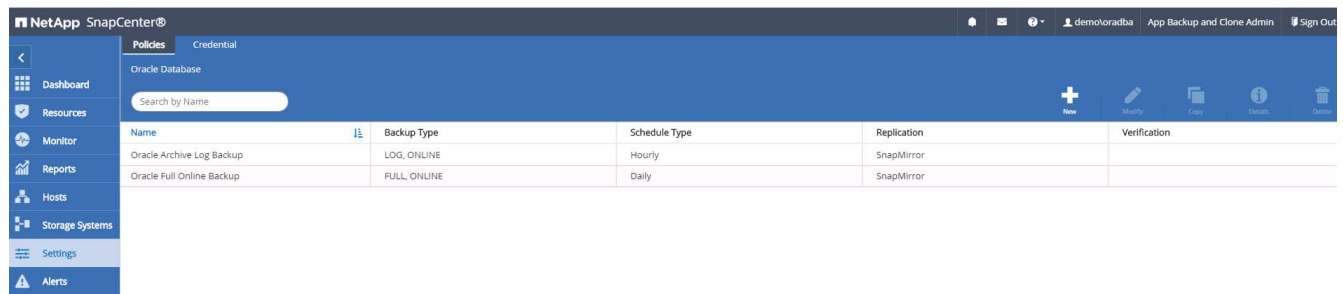 NetApp SnapCenter®
demo\oradba App Backup and Clone Admin Sign Out
Policies Credential
Oracle Database
Search by Name
New Modify Copy Details Delete
Dashboard
Resources
Monitor
Reports
Hosts
Storage Systems
Settings
Alerts
Name Backup Type Schedule Type Replication Verification
Oracle Archive Log Backup LOG, ONLINE Hourly SnapMirror
Oracle Full Online Backup FULL, ONLINE Daily SnapMirror